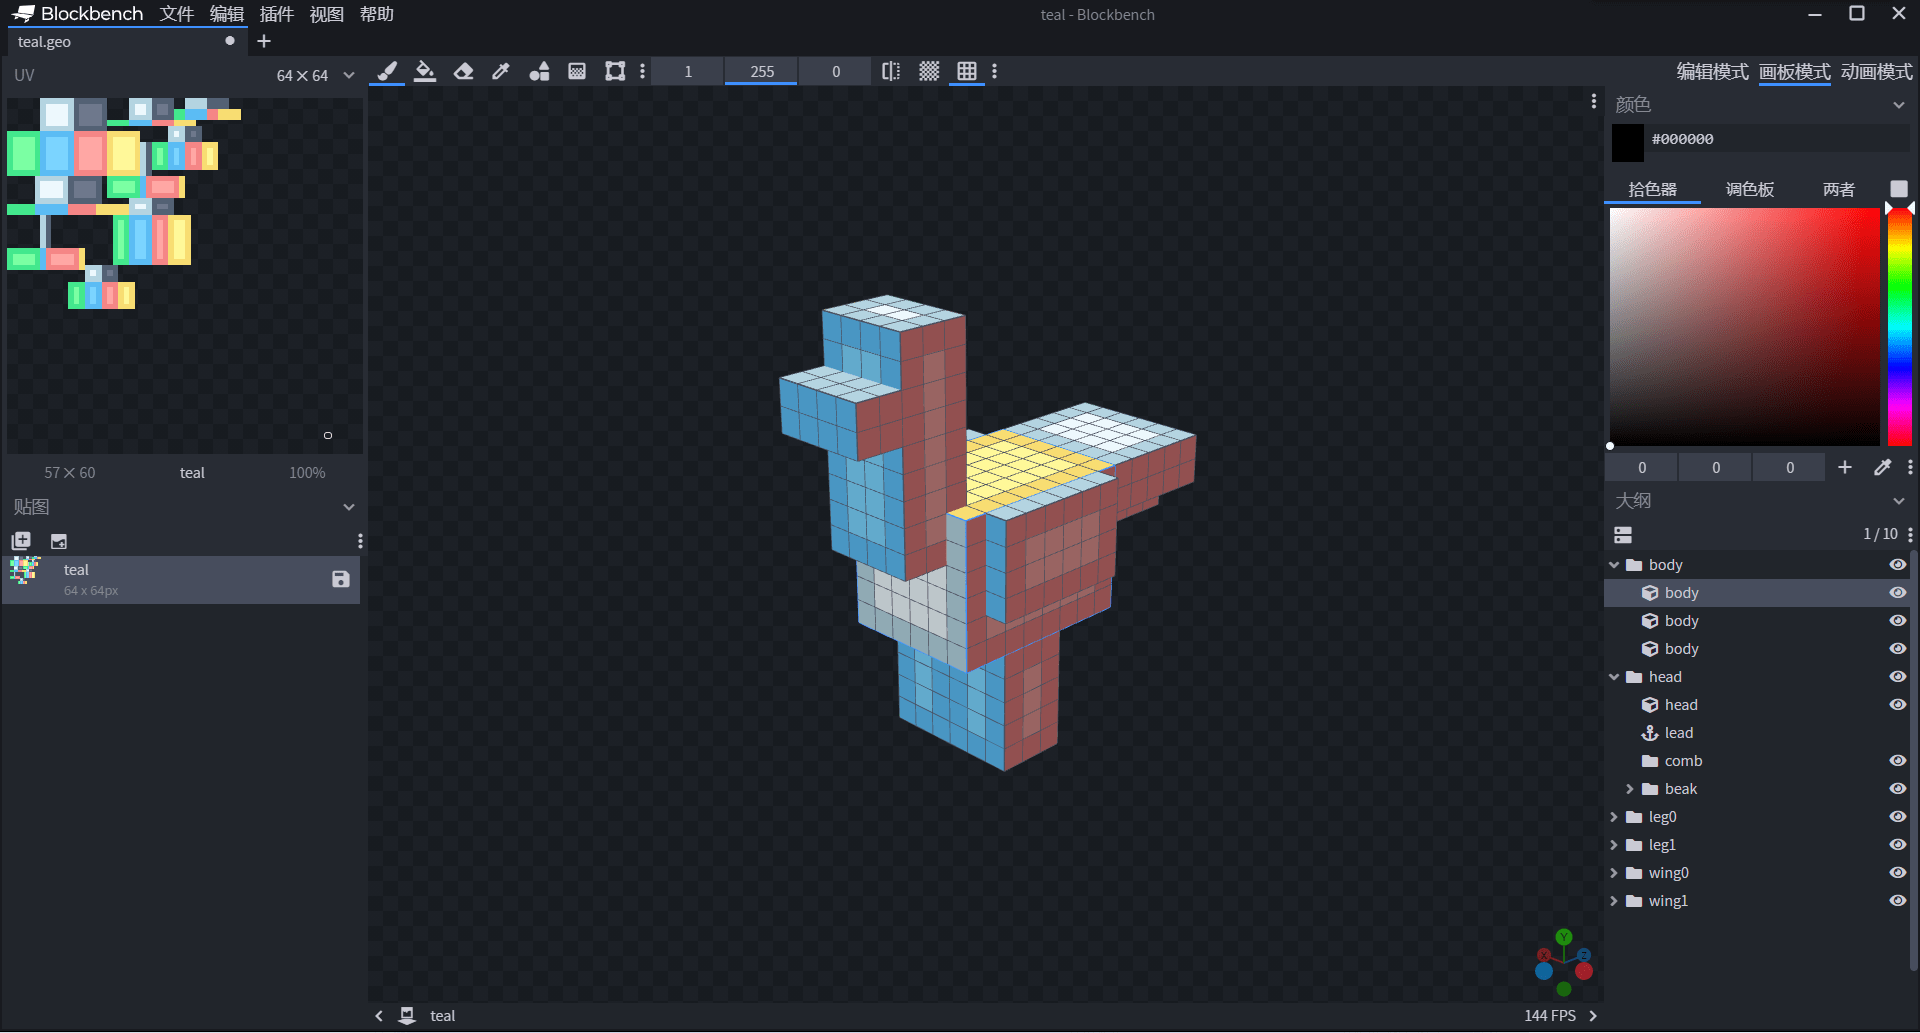 Blockbench 文件 编辑 插件 视图 帮助
teal - Blockbench
teal.geo
UV
64×64
1
255
0
编辑模式 画板模式 动画模式
颜色
#000000
拾色器 调色板 两者
0 0 0
57×60
teal
100%
贴图
teal
64 x 64px
大纲
1 / 10
body
body
body
body
head
head
lead
comb
beak
leg0
leg1
wing0
wing1
Y
X
Z
teal
144 FPS